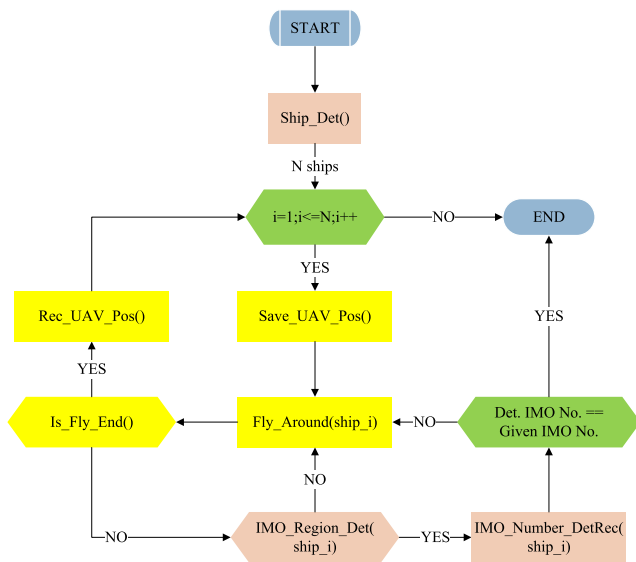 START
Ship_Det()
N ships
i=1;i<=N;i++
NO
END
YES
YES
Rec_UAV_Pos()
Save_UAV_Pos()
YES
Is_Fly_End()
Fly_Around(ship_i)
NO
Det. IMO No. ==
Given IMO No.
NO
NO
IMO_Region_Det(
ship_i)
YES
IMO_Number_DetRec(
ship_i)